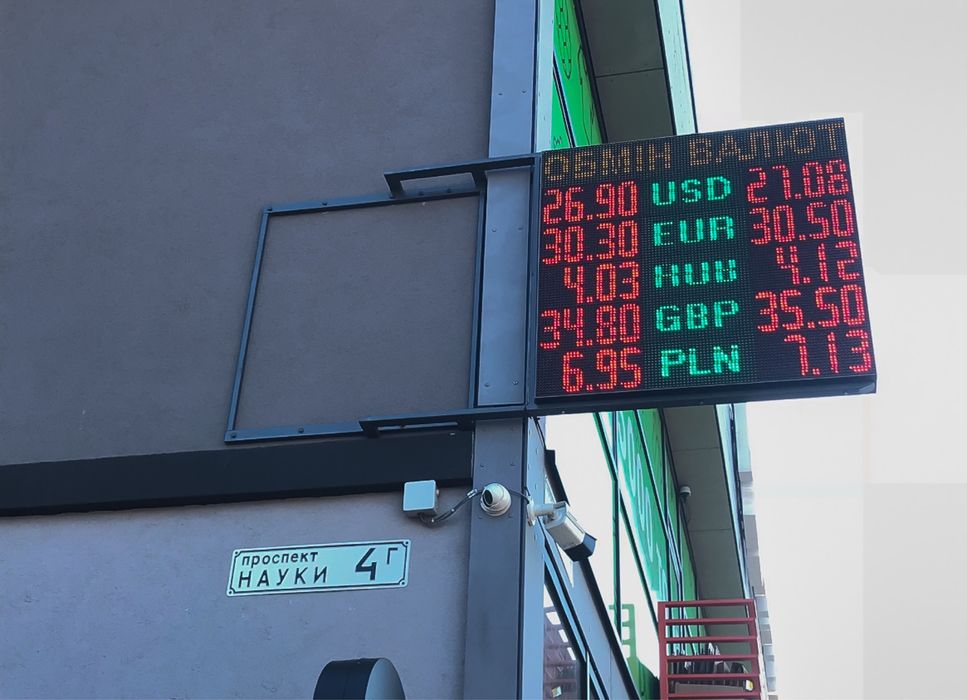 ОБМІН ВАЛЮТ
26.90 USD 27.08
30.30 EUR 30.50
4.03 RUB 4.12
34.80 GBP 35.50
6.95 PLN 7.13
проспект
НАУКИ 4Г